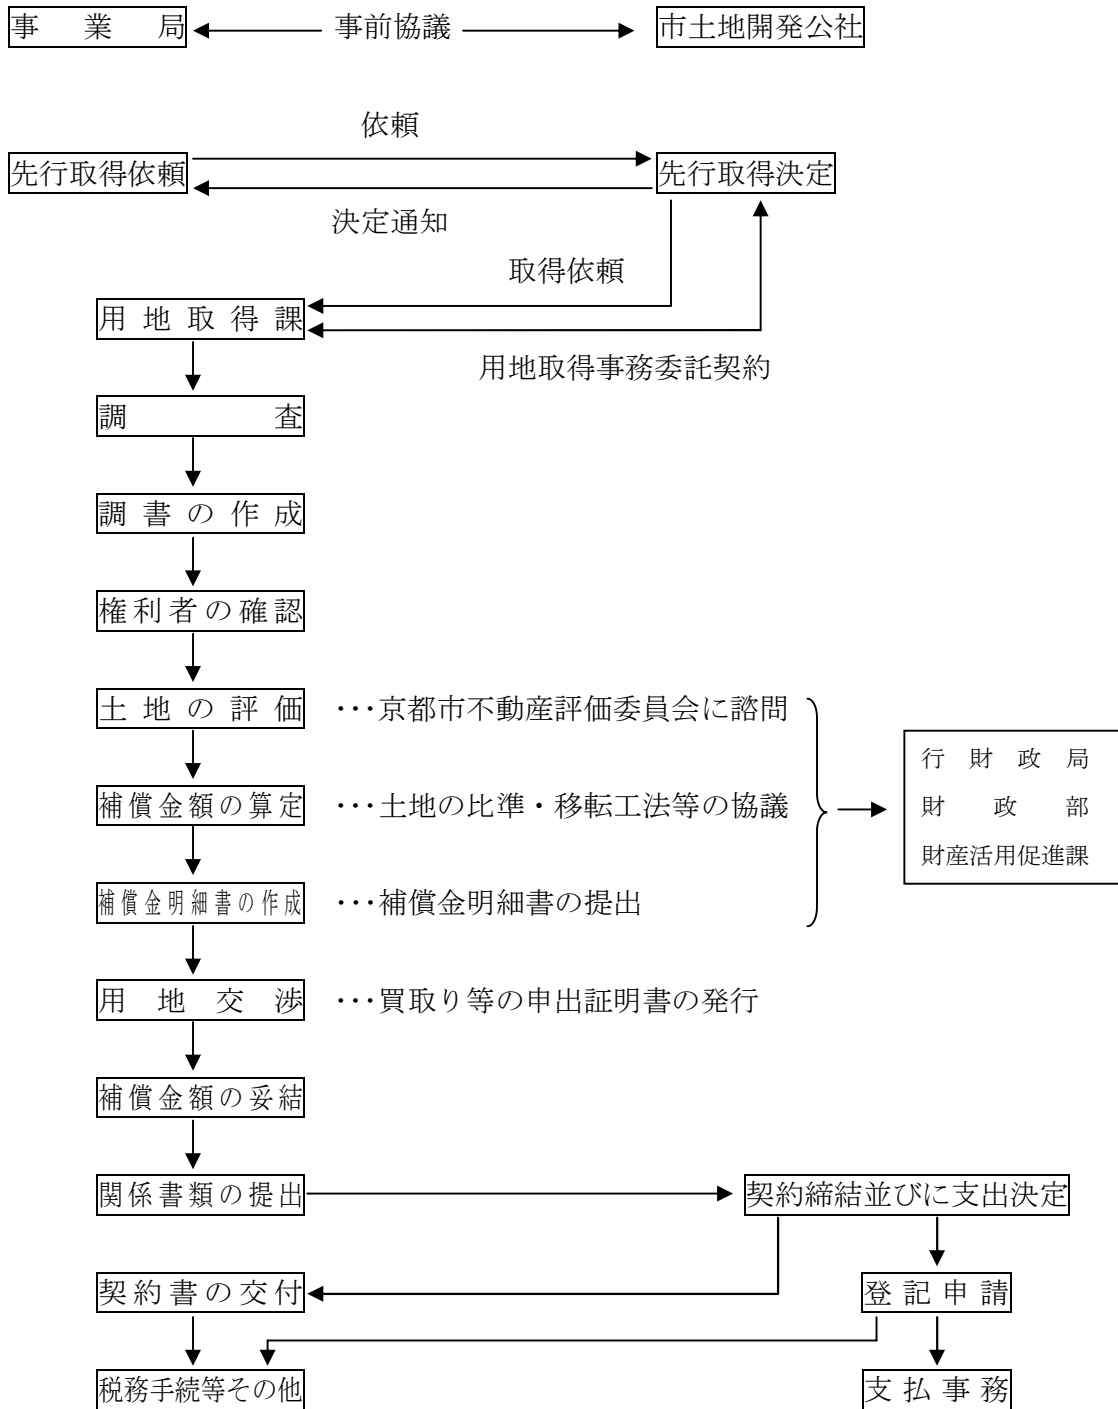 事業局 事前協議 市土地開発公社
依頼
先行取得依頼 先行取得決定
決定通知
取得依頼
用地取得課
用地取得事務委託契約
調査
調書の作成
権利者の確認
土地の評価 …京都市不動産評価委員会に諮問
行財政局
補償金額の算定 …土地の比準・移転工法等の協議 財政部
財産活用促進課
補償金明細書の作成 …補償金明細書の提出
用地交渉 …買取り等の申出証明書の発行
補償金額の妥結
関係書類の提出 契約締結並びに支出決定
契約書の交付 登記申請
税務手続等その他 支払事務